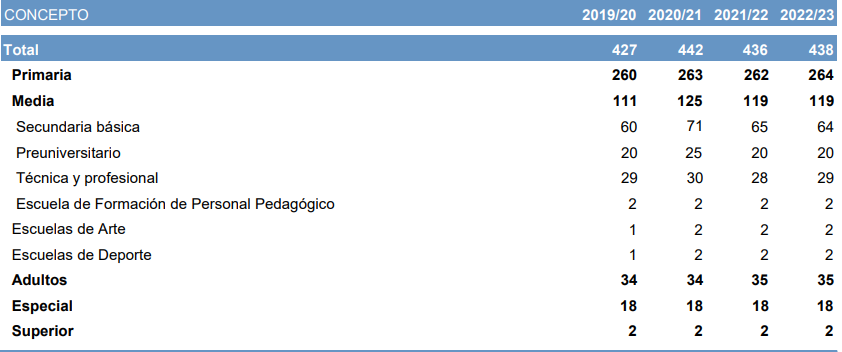 CONCEPTO 2019/20 2020/21 2021/22 2022/23
Total 427 442 436 438
Primaria 260 263 262 264
Media 111 125 119 119
Secundaria básica 60 71 65 64
Preuniversitario 20 25 20 20
Técnica y profesional 29 30 28 29
Escuela de Formación de Personal Pedagógico 2 2 2 2
Escuelas de Arte 1 2 2 2
Escuelas de Deporte 1 2 2 2
Adultos 34 34 35 35
Especial 18 18 18 18
Superior 2 2 2 2